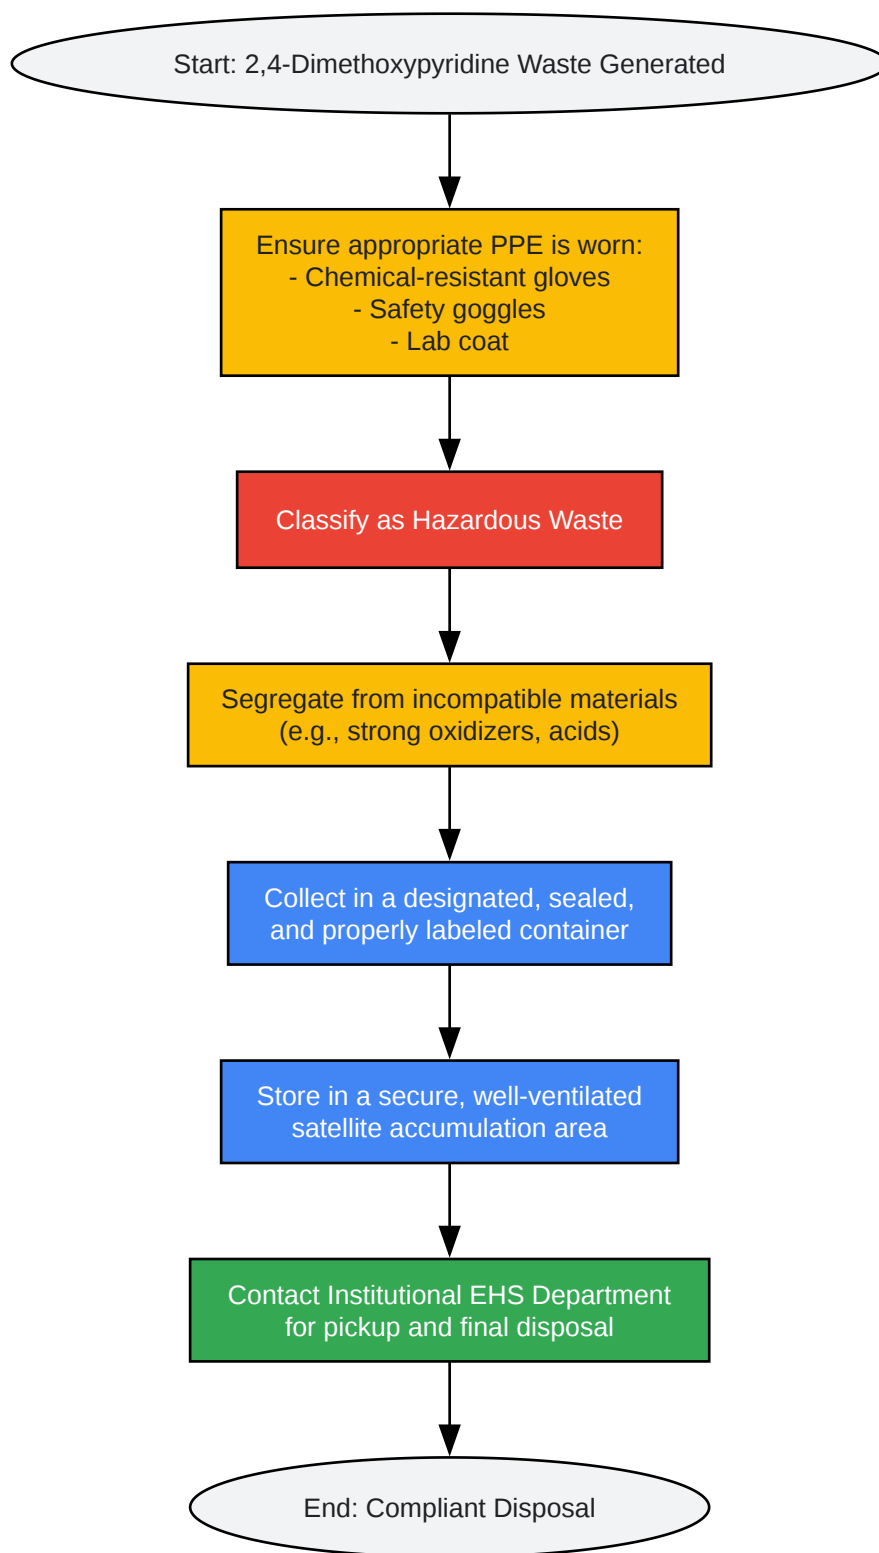 Start: 2,4-Dimethoxypyridine Waste Generated
Ensure appropriate PPE is worn:
- Chemical-resistant gloves
- Safety goggles
- Lab coat
Classify as Hazardous Waste
Segregate from incompatible materials
(e.g., strong oxidizers, acids)
Collect in a designated, sealed,
and properly labeled container
Store in a secure, well-ventilated
satellite accumulation area
Contact Institutional EHS Department
for pickup and final disposal
End: Compliant Disposal